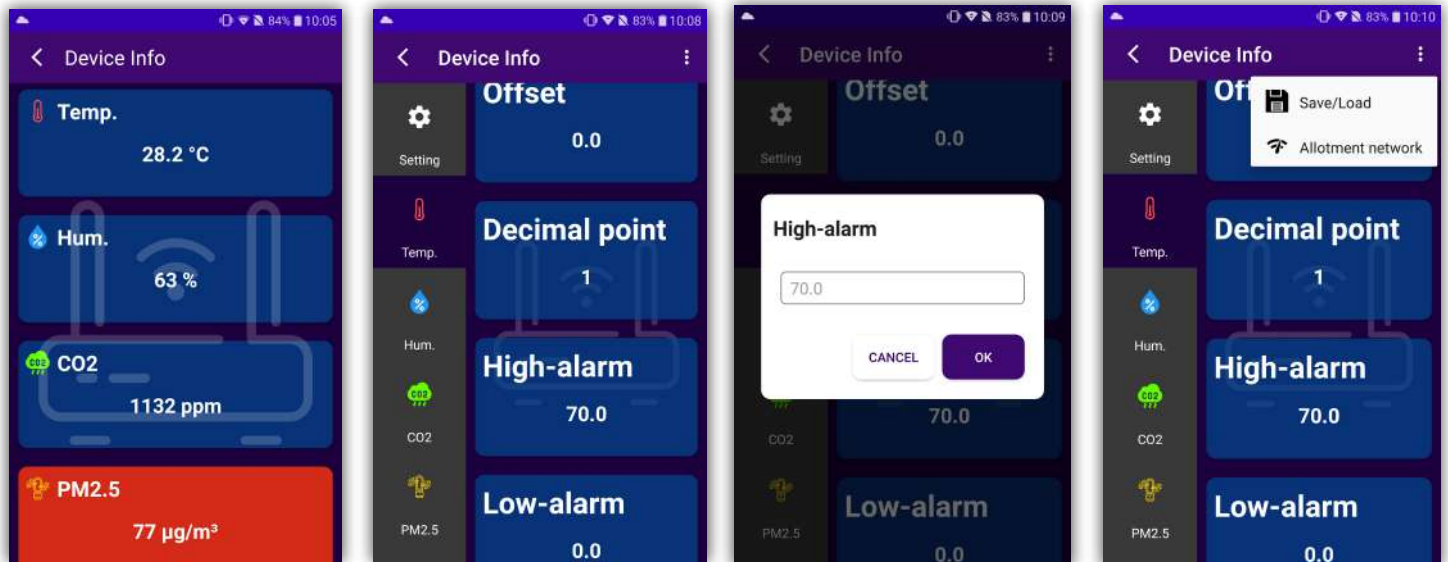 84% 10:05
Device Info
Temp.
28.2 °C
Hum.
63 %
CO2
CO2
1132 ppm
PM2.5
77 µg/m³
83% 10:08
Device Info
Setting
Temp.
%
Hum.
CO2
CO2
PM2.5
Offset
0.0
Decimal point
1
High-alarm
70.0
Low-alarm
0.0
83% 10:09
Device Info
Offset
0.0
Setting
High-alarm
70.0
CANCEL
OK
70.0
CO2
Low-alarm
PM2.5
0.0
83% 10:10
Device Info
Save/Load
Allotment network
Setting
Temp.
%
Hum.
CO2
CO2
PM2.5
Off
Decimal point
1
High-alarm
70.0
Low-alarm
0.0